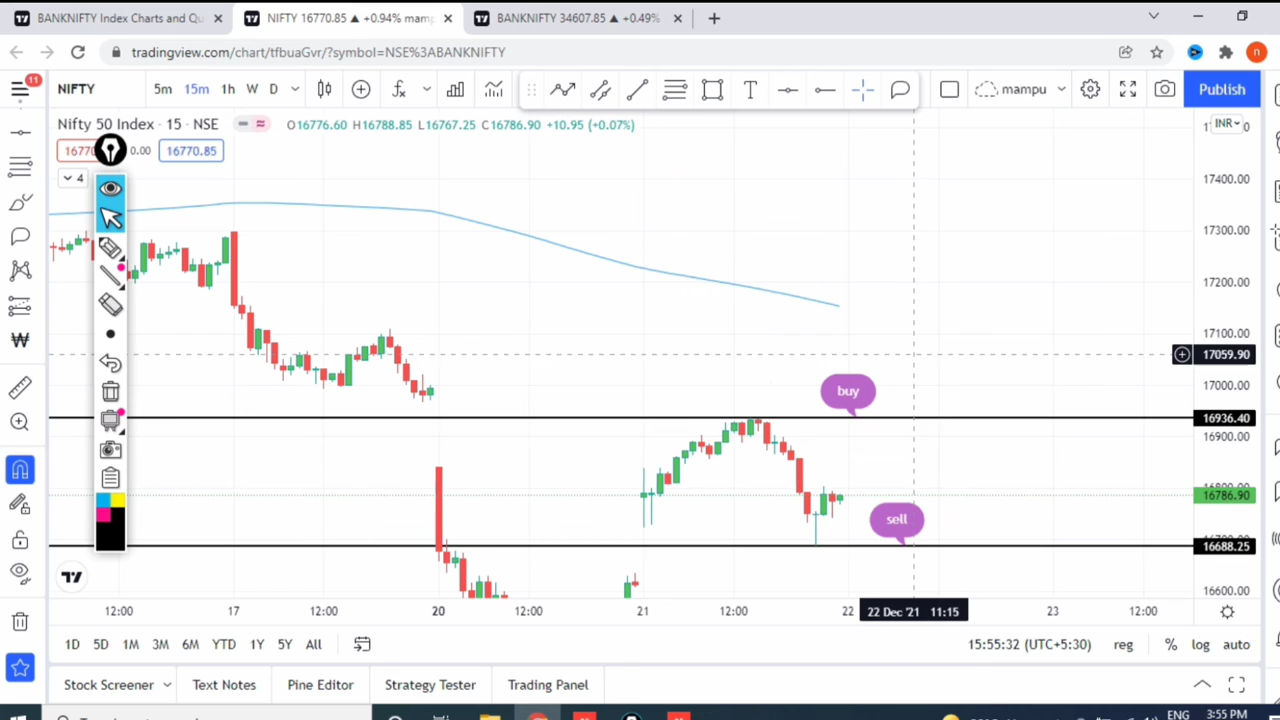 BANKNIFTY Index Charts and Qu
NIFTY 16770.85 ▲ +0.94% mamp
BANKNIFTY 34607.85 ▲ +0.49%
tradingview.com/chart/tfbuaGvr/?symbol=NSE%3ABANKNIFTY
n
11
NIFTY
5m 15m 1h W D
mampu
Publish
Nifty 50 Index · 15 · NSE
O16776.60 H16788.85 L16767.25 C16786.90 +10.95 (+0.07%)
INR
16770
0.00
16770.85
4
17400.00
17300.00
17200.00
17100.00
17059.90
17000.00
buy
16936.40
16900.00
16786.90
sell
16688.25
16600.00
12:00 17 12:00 20 12:00 21 12:00 22 22 Dec '21 11:15 23 12:00
1D 5D 1M 3M 6M YTD 1Y 5Y All
15:55:32 (UTC+5:30) reg % log auto
Stock Screener Text Notes Pine Editor Strategy Tester Trading Panel
ENG 3:55 PM